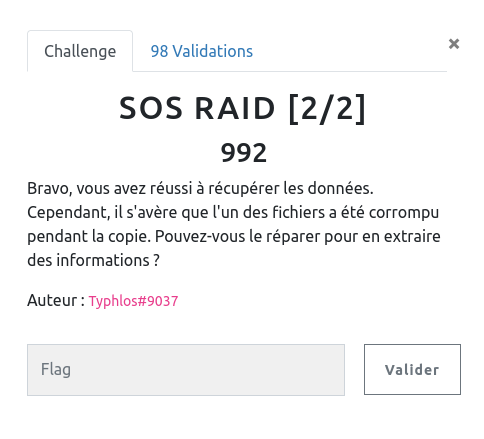 Challenge
98 Validations
×
SOS RAID [2/2]
992
Bravo, vous avez réussi à récupérer les données.
Cependant, il s'avère que l'un des fichiers a été corrompu
pendant la copie. Pouvez-vous le réparer pour en extraire
des informations ?
Auteur : Typhlos#9037
Flag
Valider